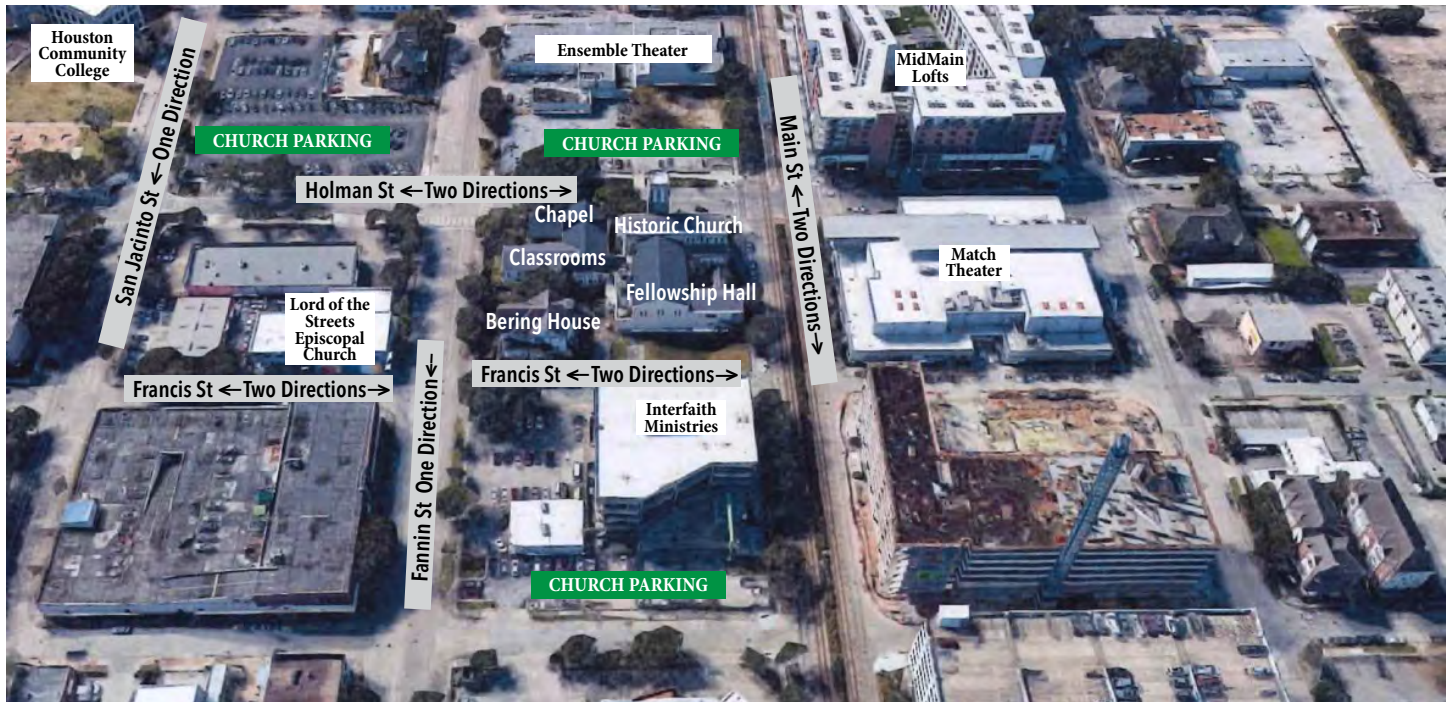 Houston
Community
College
Ensemble Theater
MidMain
Lofts
CHURCH PARKING
CHURCH PARKING
San Jacinto St ← One Direction
Main St ← Two Directions→
Holman St ←Two Directions→
Chapel
Historic Church
Classrooms
Match
Theater
Fellowship Hall
Lord of the
Streets
Episcopal
Church
Bering House
Francis St ←Two Directions→
Francis St ←Two Directions→
Fannin St One Direction←
Interfaith
Ministries
CHURCH PARKING